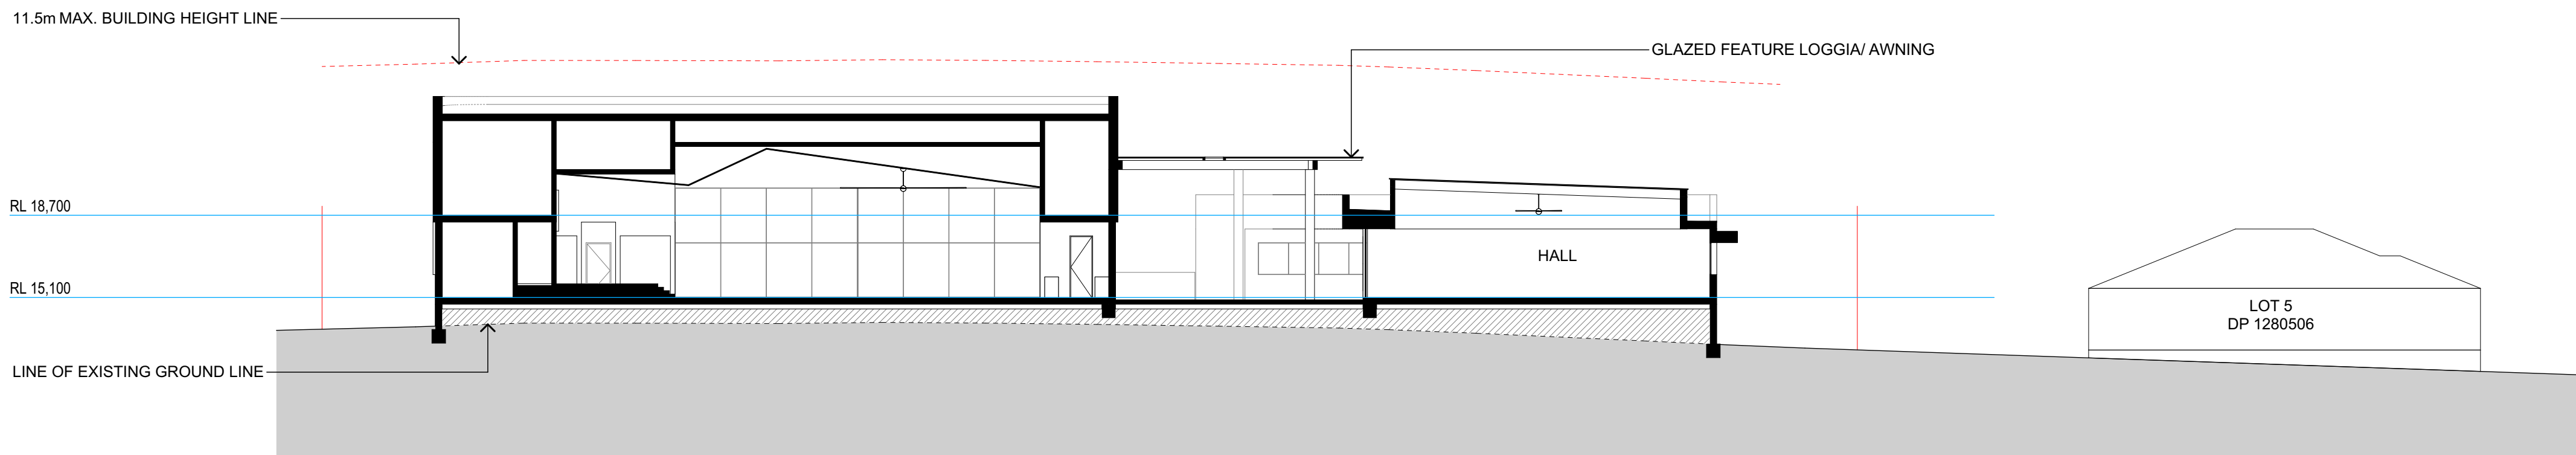 11.5m MAX. BUILDING HEIGHT LINE
GLAZED FEATURE LOGGIA/ AWNING
RL 18,700
HALL
RL 15,100
LOT 5
DP 1280506
LINE OF EXISTING GROUND LINE